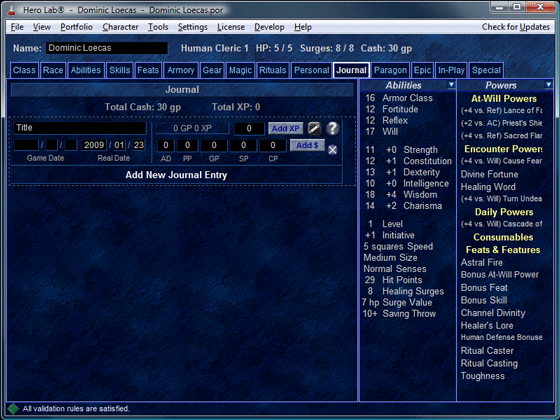 Hero Lab® - Dominic Loecas - Dominic Loecas.por
File View Portfolio Character Tools Settings License Develop Help Check for Updates
Name: Dominic Loecas Human Cleric 1 HP: 5 / 5 Surges: 8 / 8 Cash: 30 gp
Class Race Abilities Skills Feats Armory Gear Magic Rituals Personal Journal Paragon Epic In-Play Special
Journal
Total Cash: 30 gp Total XP: 0
Title
0 GP 0 XP 0 Add XP ?
/ / 2009 / 01 / 23 0 0 0 0 0 Add $
Game Date Real Date AD PP GP SP CP
Add New Journal Entry
Abilities
16 Armor Class
12 Fortitude
12 Reflex
17 Will
11 +0 Strength
12 +1 Constitution
13 +1 Dexterity
10 +0 Intelligence
18 +4 Wisdom
14 +2 Charisma
1 Level
+1 Initiative
5 squares Speed
Medium Size
Normal Senses
29 Hit Points
8 Healing Surges
7 hp Surge Value
10+ Saving Throw
Powers
At-Will Powers
(+4 vs. Ref) Lance of Fa
(+2 vs. AC) Priest's Shie
(+4 vs. Ref) Sacred Flar
Encounter Powers
(+4 vs. Will) Cause Fear
Divine Fortune
Healing Word
(+4 vs. Will) Turn Undea
Daily Powers
(+4 vs. Will) Cascade of
Consumables
Feats & Features
Astral Fire
Bonus At-Will Power
Bonus Feat
Bonus Skill
Channel Divinity
Healer's Lore
Human Defense Bonuse
Ritual Caster
Ritual Casting
Toughness
All validation rules are satisfied.